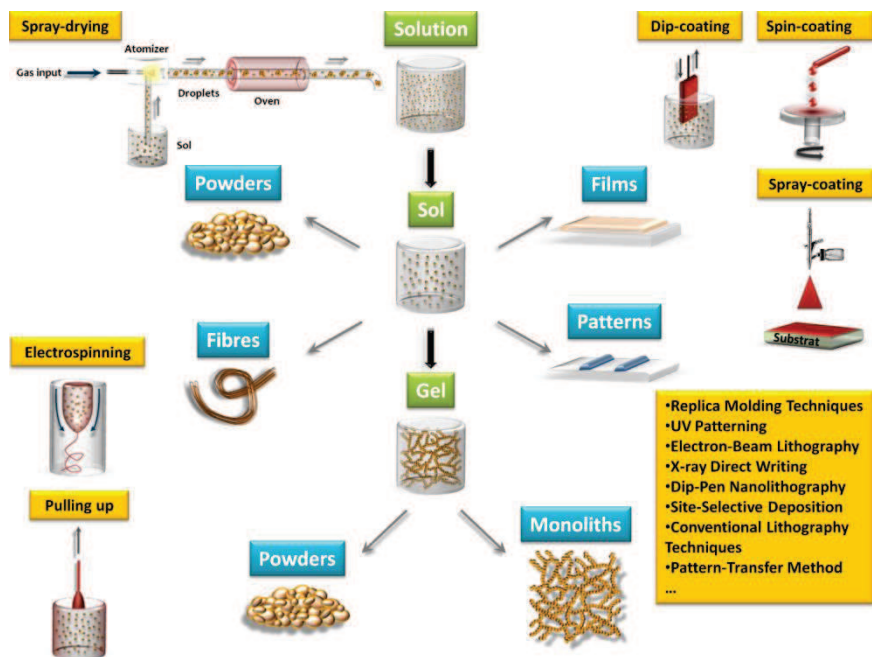 Spray-drying
Atomizer
Gas input
Droplets
Oven
Sol
Solution
Dip-coating
Spin-coating
Powders
Sol
Films
Spray-coating
Substrat
Fibres
Patterns
Electrospinning
Gel
•Replica Molding Techniques
•UV Patterning
•Electron-Beam Lithography
•X-ray Direct Writing
•Dip-Pen Nanolithography
•Site-Selective Deposition
•Conventional Lithography
Techniques
•Pattern-Transfer Method
...
Pulling up
Powders
Monoliths